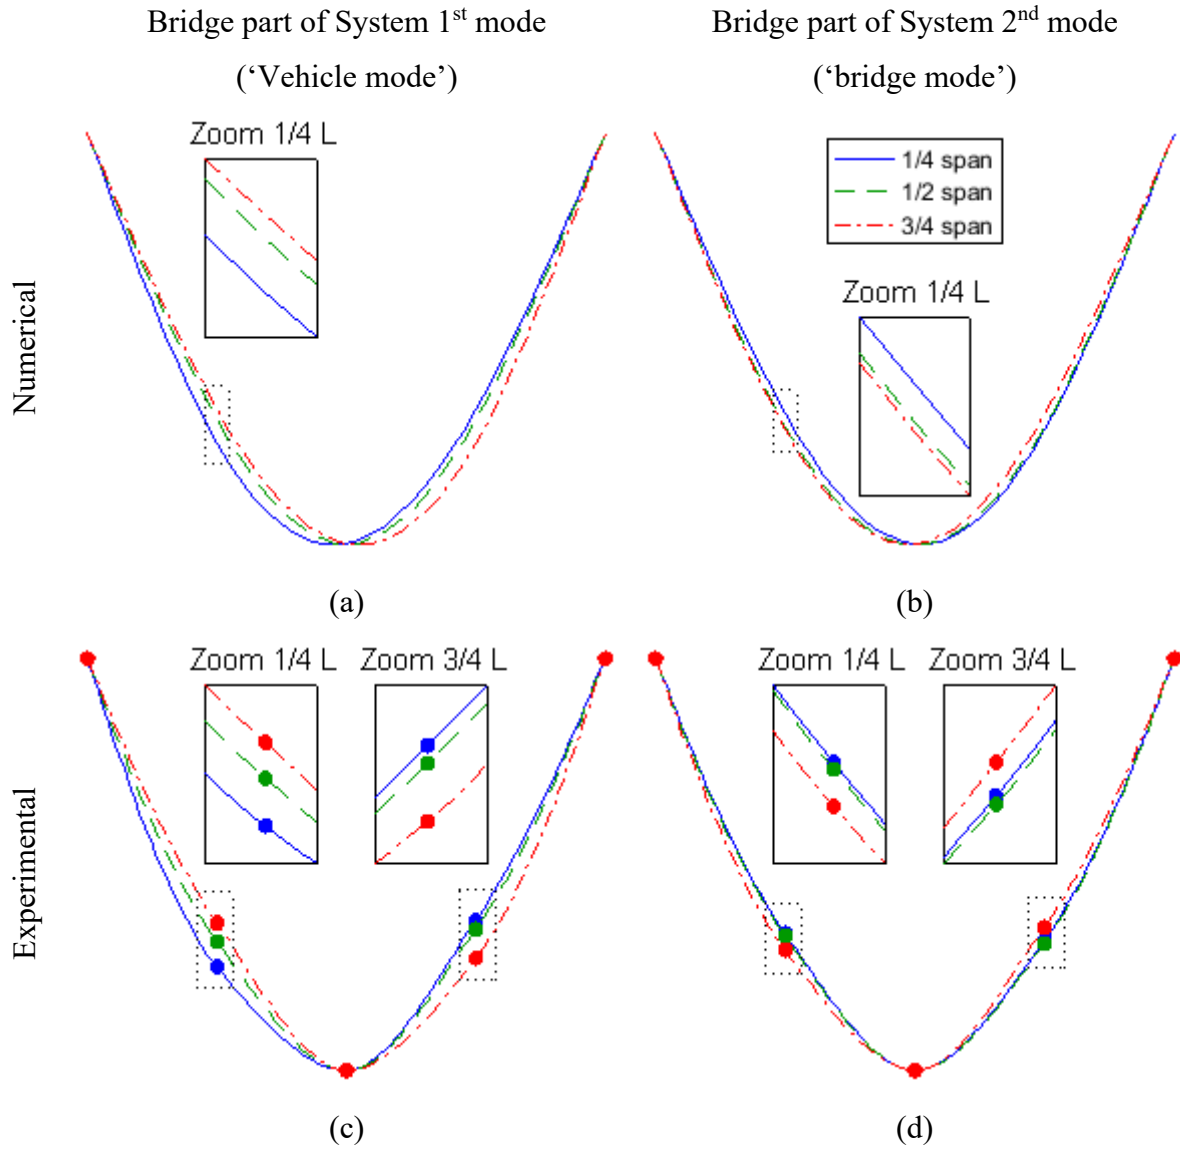 Bridge part of System 1st mode
(‘Vehicle mode’)
Bridge part of System 2nd mode
(‘bridge mode’)
Numerical
Zoom 1/4 L
1/4 span
1/2 span
3/4 span
Zoom 1/4 L
(a)
(b)
Experimental
Zoom 1/4 L
Zoom 3/4 L
Zoom 1/4 L
Zoom 3/4 L
(c)
(d)